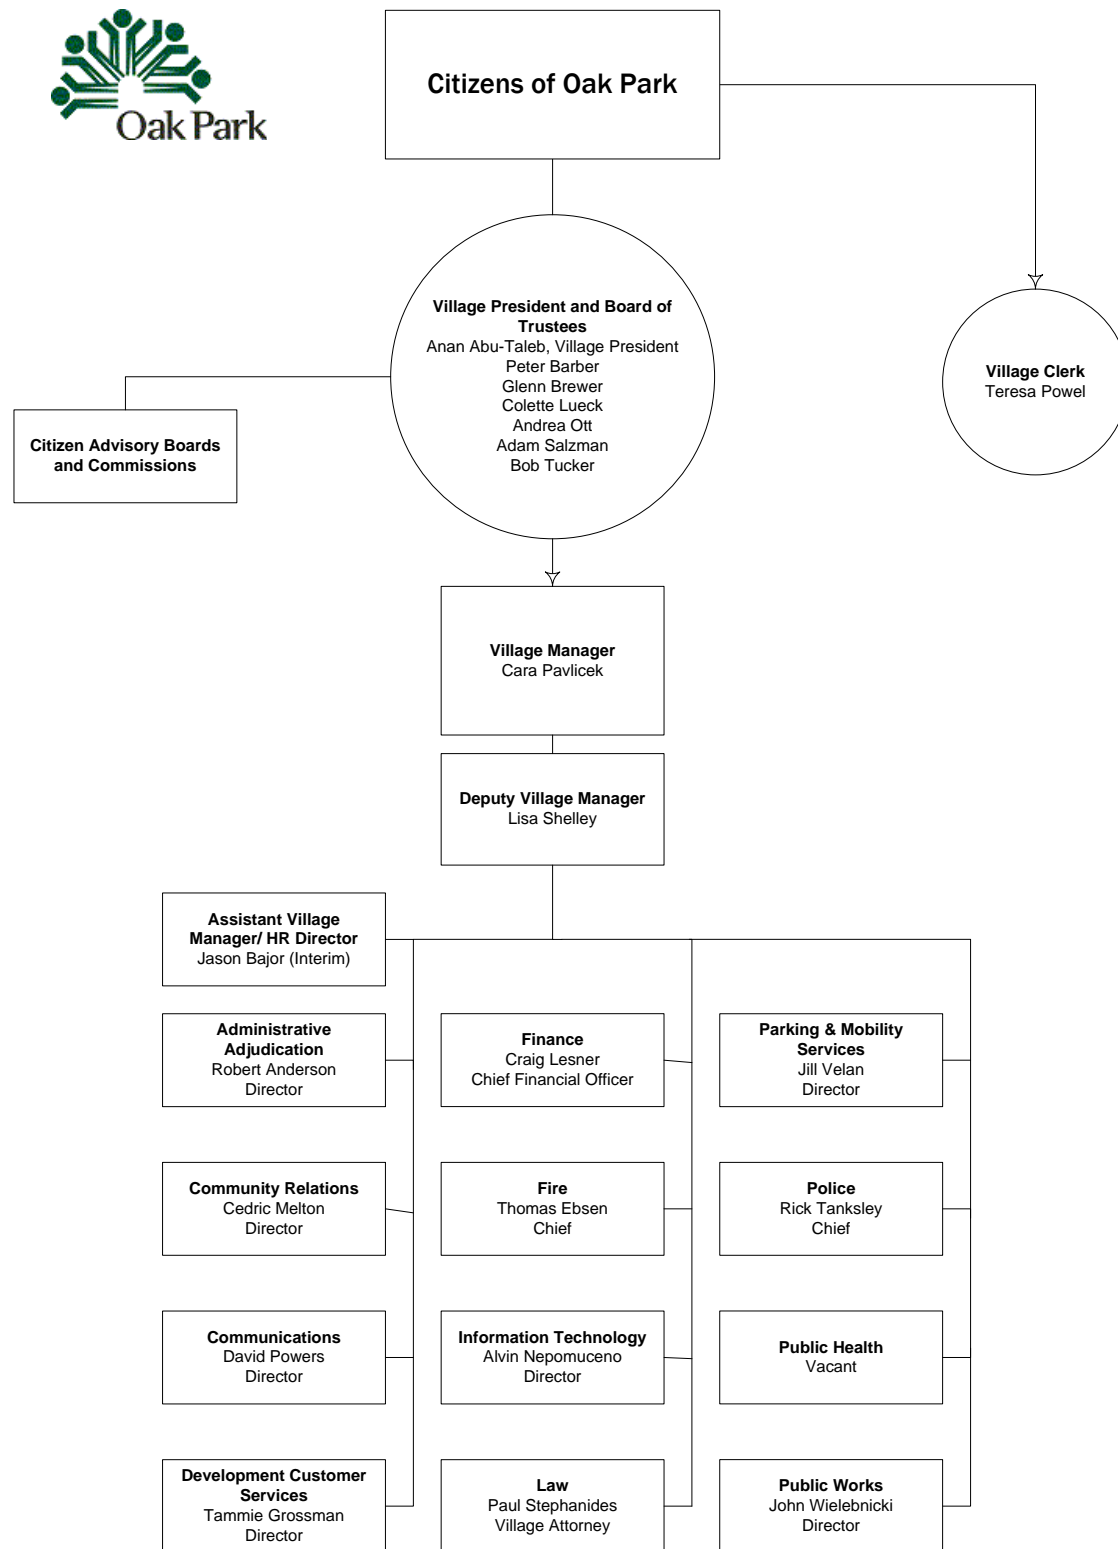 Oak Park
Citizens of Oak Park
Village President and Board of
Trustees
Anan Abu-Taleb, Village President
Peter Barber
Glenn Brewer
Colette Lueck
Andrea Ott
Adam Salzman
Bob Tucker
Village Clerk
Teresa Powel
Citizen Advisory Boards
and Commissions
Village Manager
Cara Pavlicek
Deputy Village Manager
Lisa Shelley
Assistant Village
Manager/ HR Director
Jason Bajor (Interim)
Administrative
Adjudication
Robert Anderson
Director
Finance
Craig Lesner
Chief Financial Officer
Parking & Mobility
Services
Jill Velan
Director
Community Relations
Cedric Melton
Director
Fire
Thomas Ebsen
Chief
Police
Rick Tanksley
Chief
Communications
David Powers
Director
Information Technology
Alvin Nepomuceno
Director
Public Health
Vacant
Development Customer
Services
Tammie Grossman
Director
Law
Paul Stephanides
Village Attorney
Public Works
John Wielebnicki
Director